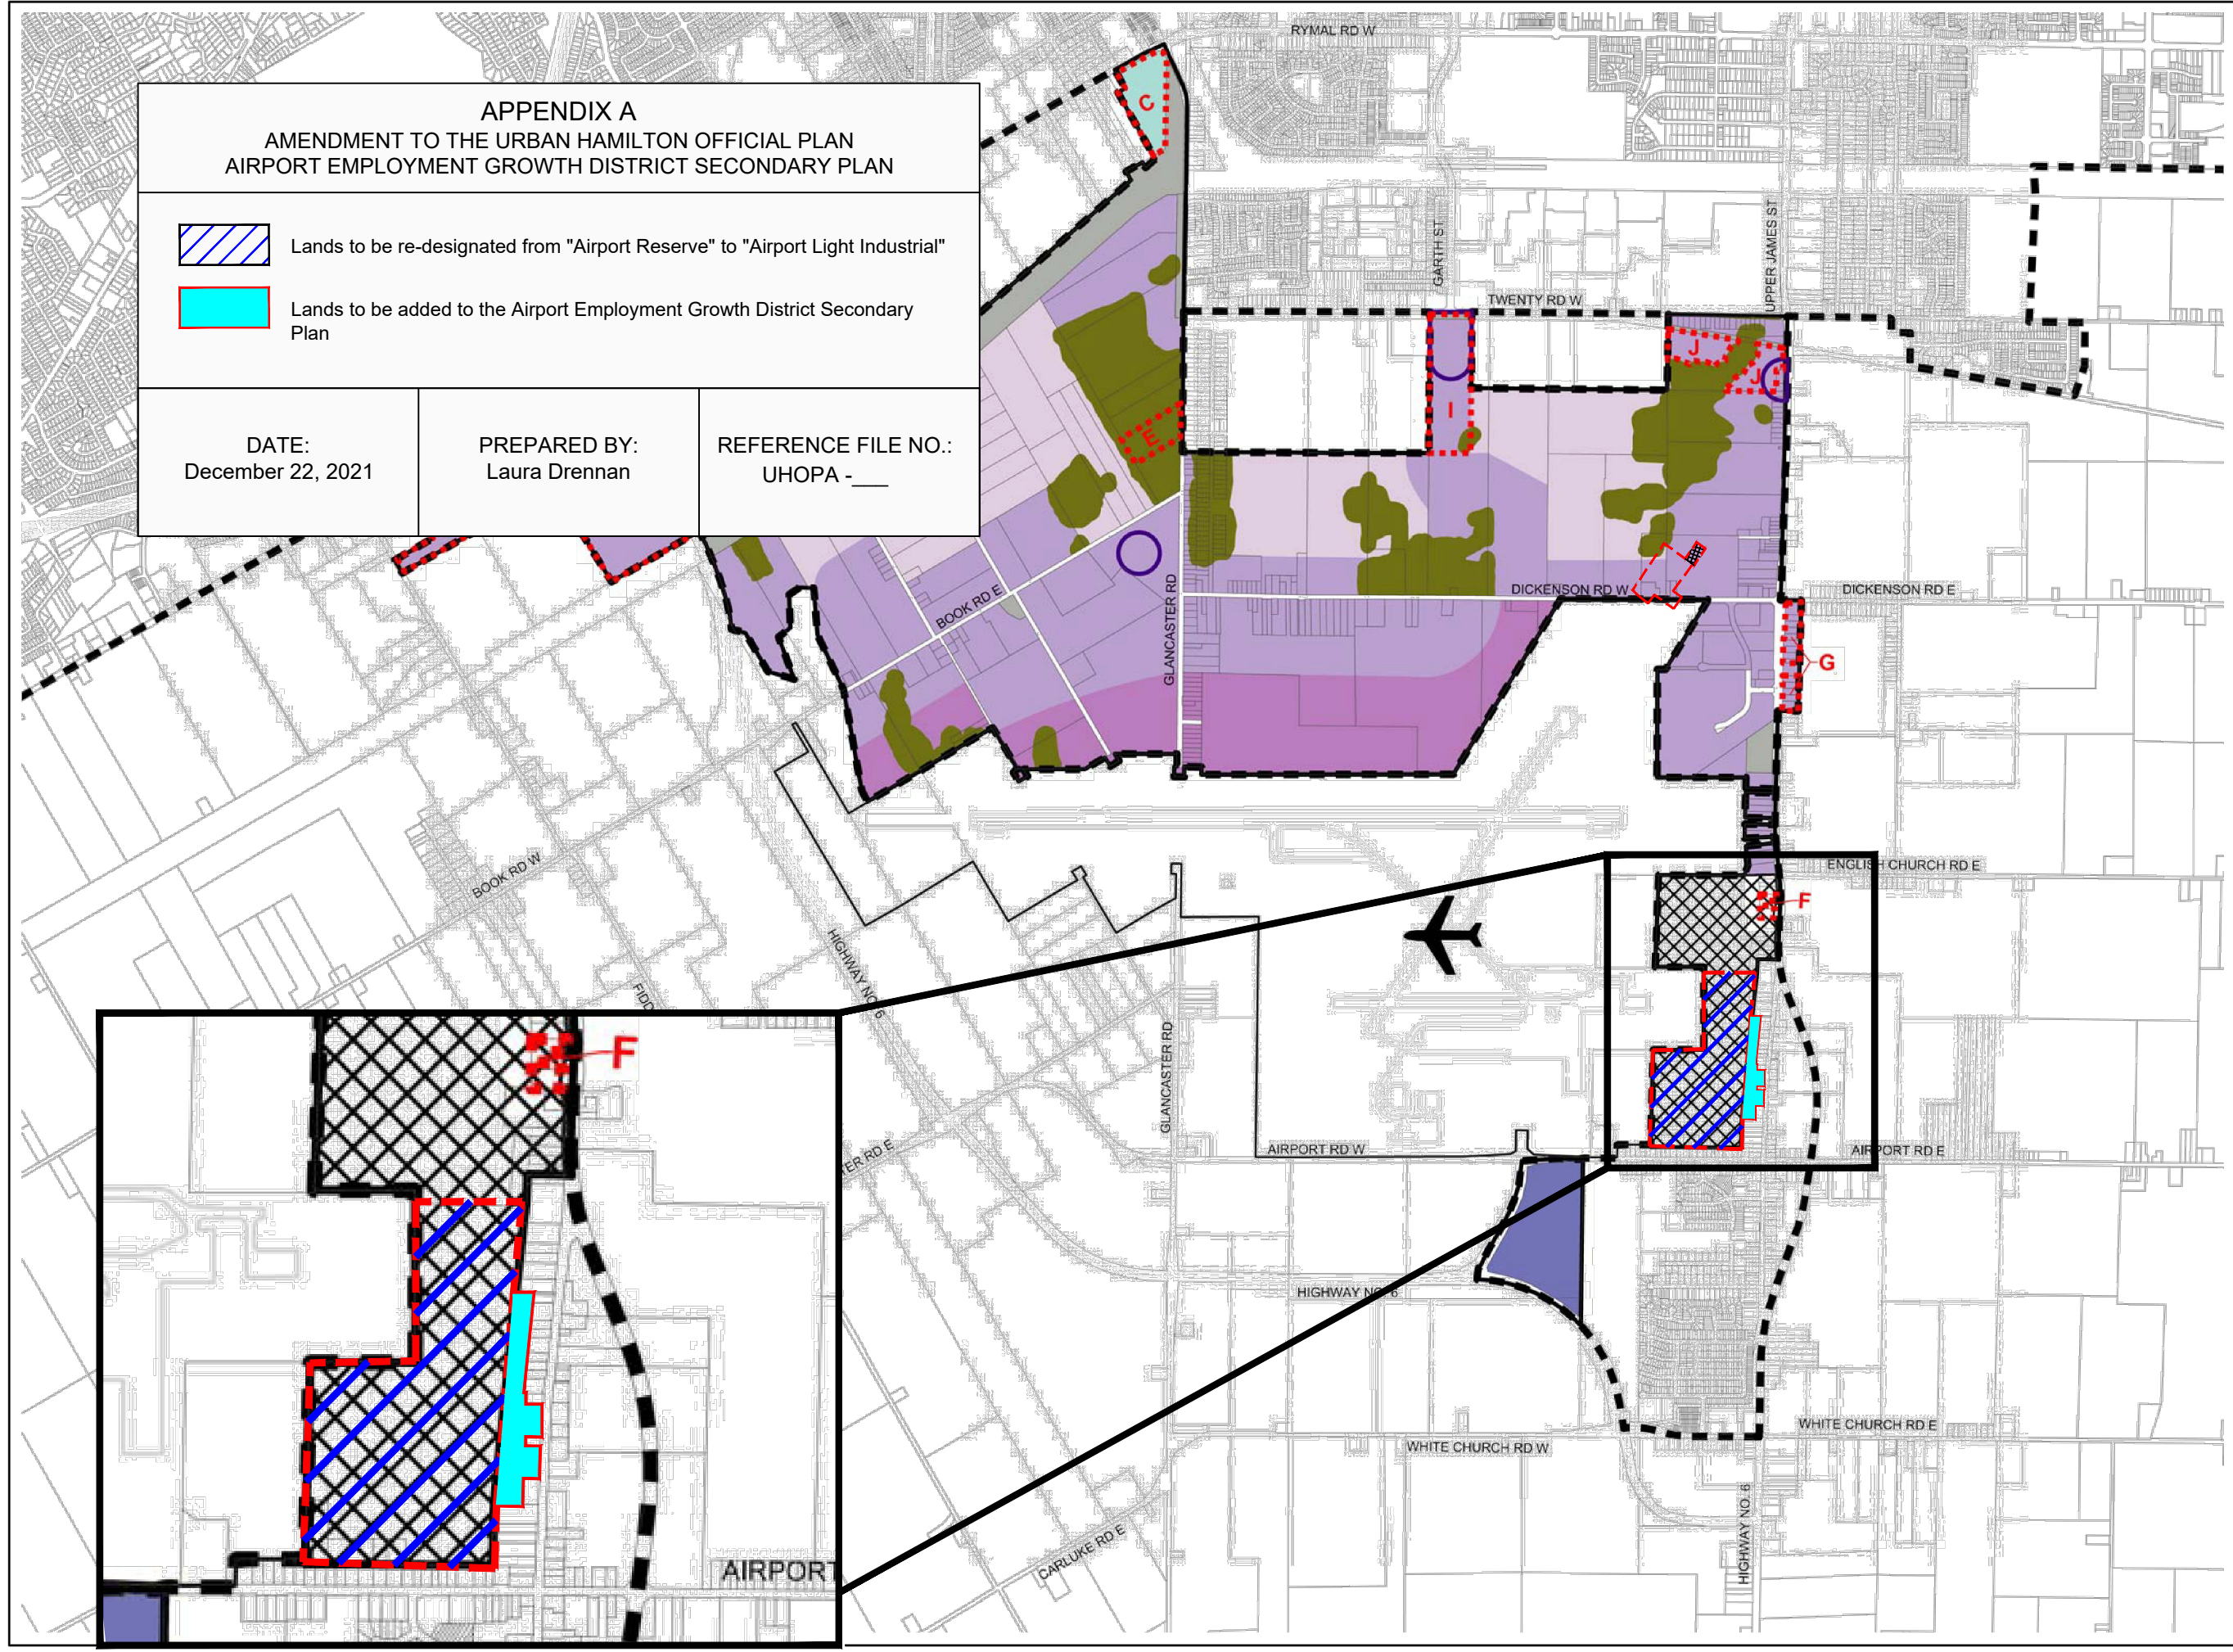 APPENDIX A
AMENDMENT TO THE URBAN HAMILTON OFFICIAL PLAN
AIRPORT EMPLOYMENT GROWTH DISTRICT SECONDARY PLAN
Lands to be re-designated from "Airport Reserve" to "Airport Light Industrial"
Lands to be added to the Airport Employment Growth District Secondary
Plan
DATE:
December 22, 2021
PREPARED BY:
Laura Drennan
REFERENCE FILE NO.:
UHOPA -___
RYMAL RD W
C
GARTH ST
UPPER JAMES ST
TWENTY RD W
J
J
I
E
BOOK RD E
GLANCASTER RD
DICKENSON RD W
DICKENSON RD E
G
BOOK RD W
ENGLISH CHURCH RD E
F
HIGHWAY NO. 6
FIDD
GLANCASTER RD
TER RD E
AIRPORT RD W
AIRPORT RD E
HIGHWAY NO. 6
WHITE CHURCH RD W
WHITE CHURCH RD E
HIGHWAY NO. 6
CARLUKE RD E
F
AIRPORT